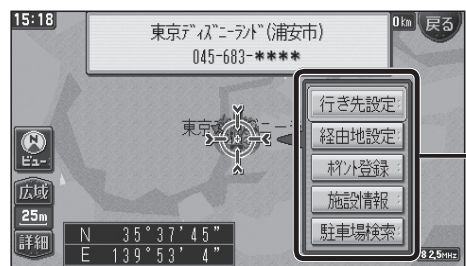 15:18
東京ディズニーランド(浦安市)
045-683-****
0km
戻る
行き先設定
経由地設定
ポイント登録
施設情報
駐車場検索
ビュー
広域
25m
詳細
N 35°37'45"
E 139°53' 4"
82.5MHz